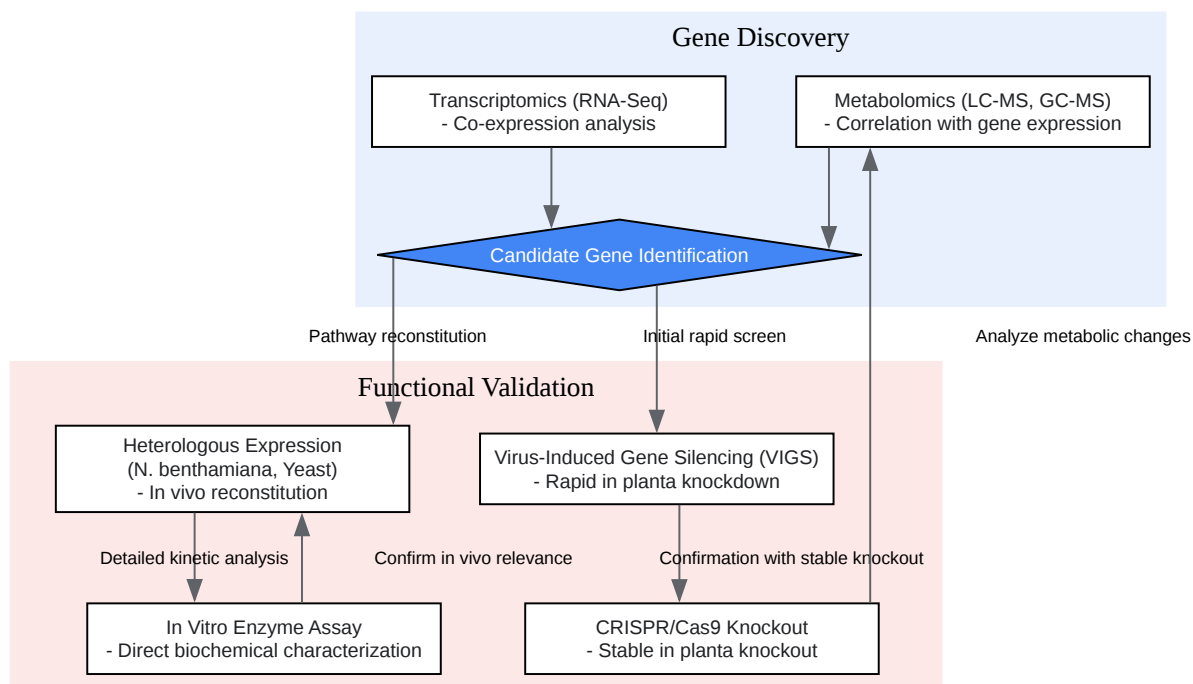 Gene Discovery
Transcriptomics (RNA-Seq)
- Co-expression analysis
Metabolomics (LC-MS, GC-MS)
- Correlation with gene expression
Candidate Gene Identification
Pathway reconstitution
Initial rapid screen
Analyze metabolic changes
Functional Validation
Heterologous Expression
(N. benthamiana, Yeast)
- In vivo reconstitution
Virus-Induced Gene Silencing (VIGS)
- Rapid in planta knockdown
Detailed kinetic analysis
Confirm in vivo relevance
Confirmation with stable knockout
In Vitro Enzyme Assay
- Direct biochemical characterization
CRISPR/Cas9 Knockout
- Stable in planta knockout